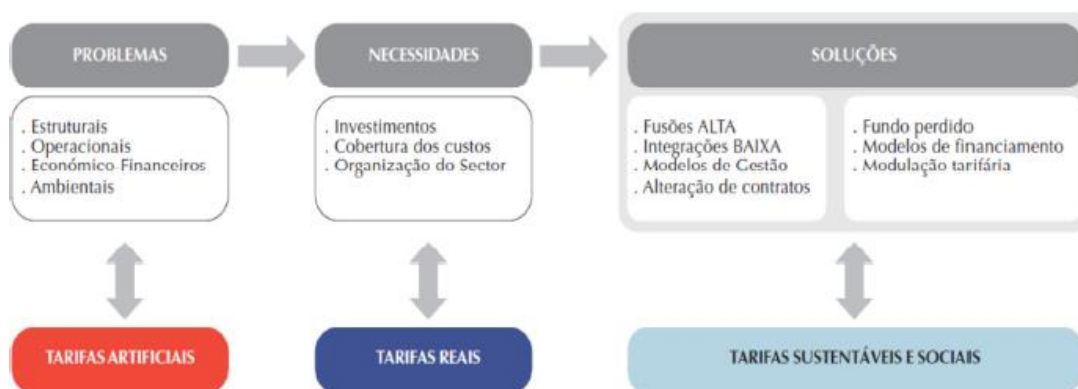 PROBLEMAS
NECESSIDADES
SOLUÇÕES
. Estruturais
. Operacionais
. Económico-Financeiros
. Ambientais
. Investimentos
. Cobertura dos custos
. Organização do Sector
. Fusões ALTA
. Integrações BAIXA
. Modelos de Gestão
. Alteração de contratos
. Fundo perdido
. Modelos de financiamento
. Modulação tarifária
TARIFAS ARTIFICIAIS
TARIFAS REAIS
TARIFAS SUSTENTÁVEIS E SOCIAIS